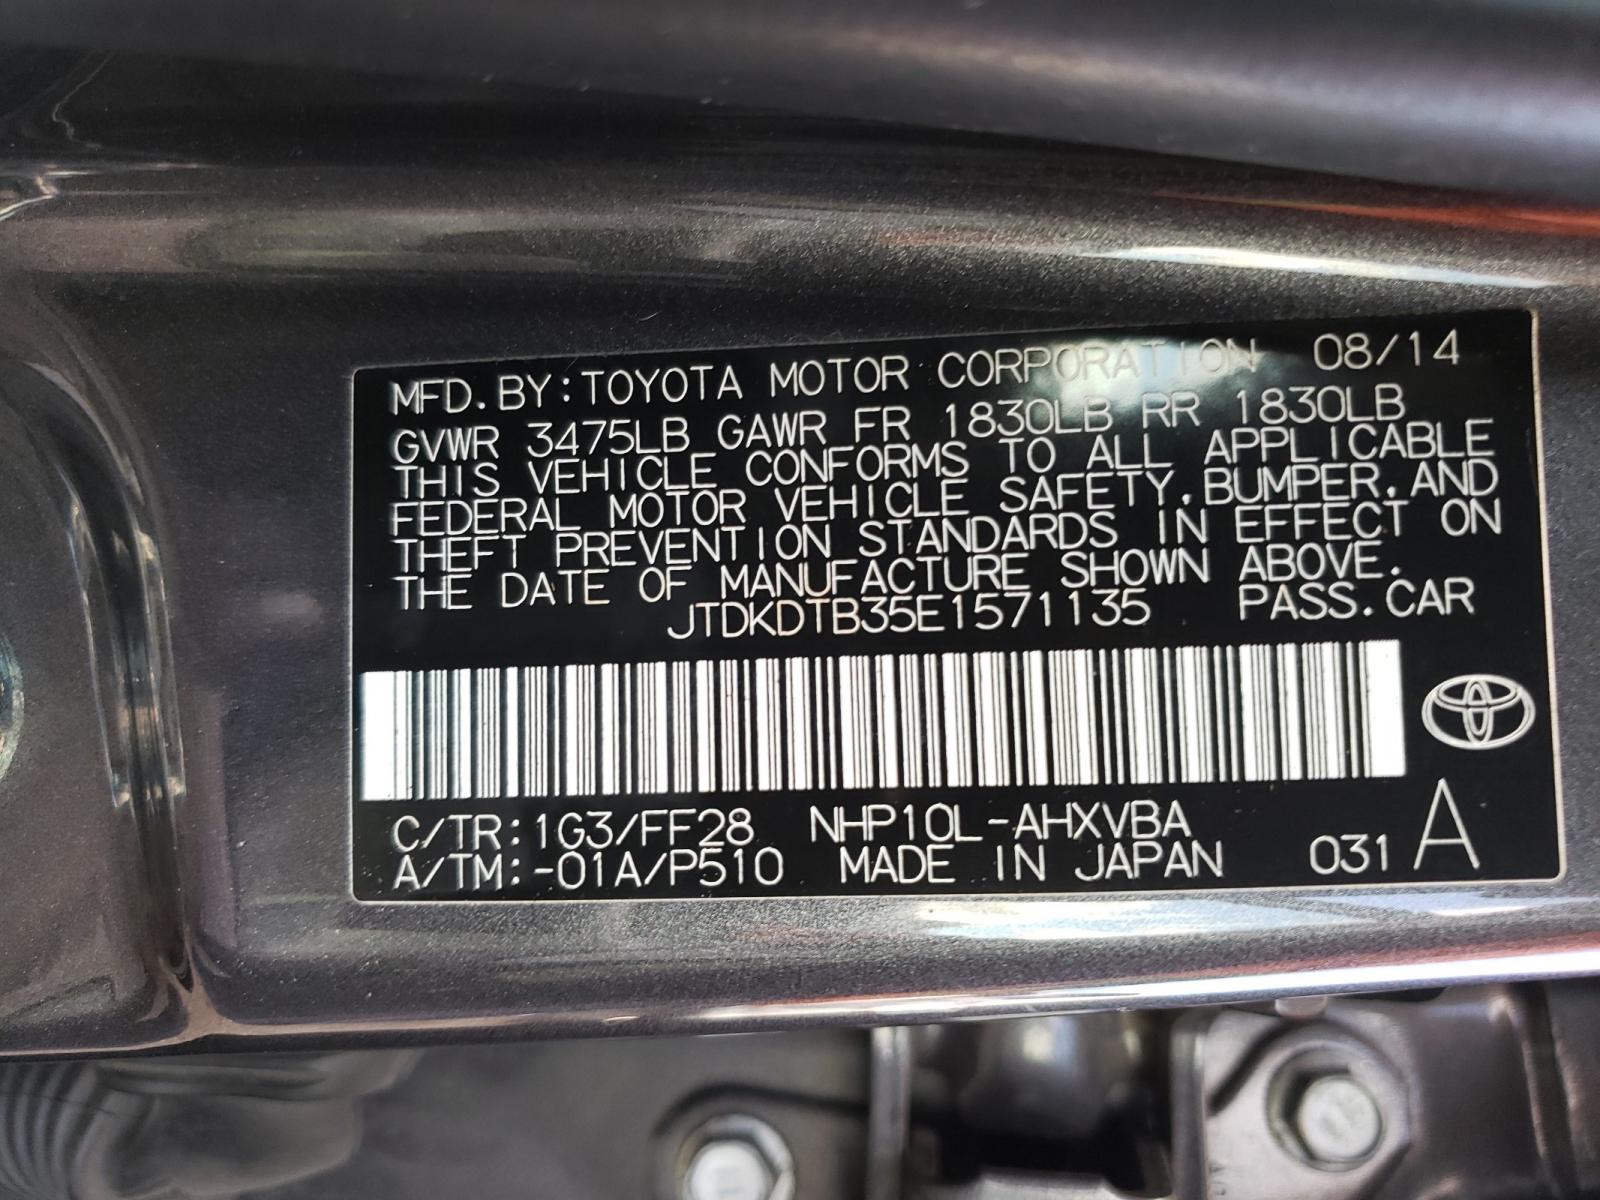 MFD. BY: TOYOTA MOTOR CORPORATION 08/14
GVWR 3475LB GAWR FR 1830LB RR 1830LB
THIS VEHICLE CONFORMS TO ALL APPLICABLE
FEDERAL MOTOR VEHICLE SAFETY, BUMPER, AND
THEFT PREVENTION STANDARDS IN EFFECT ON
THE DATE OF MANUFACTURE SHOWN ABOVE.
JTDKDTB35E1571135 PASS. CAR
C/TR: 1G3/FF28 NHP10L-AHXVBA
A/TM: -01A/P510 MADE IN JAPAN 031 A